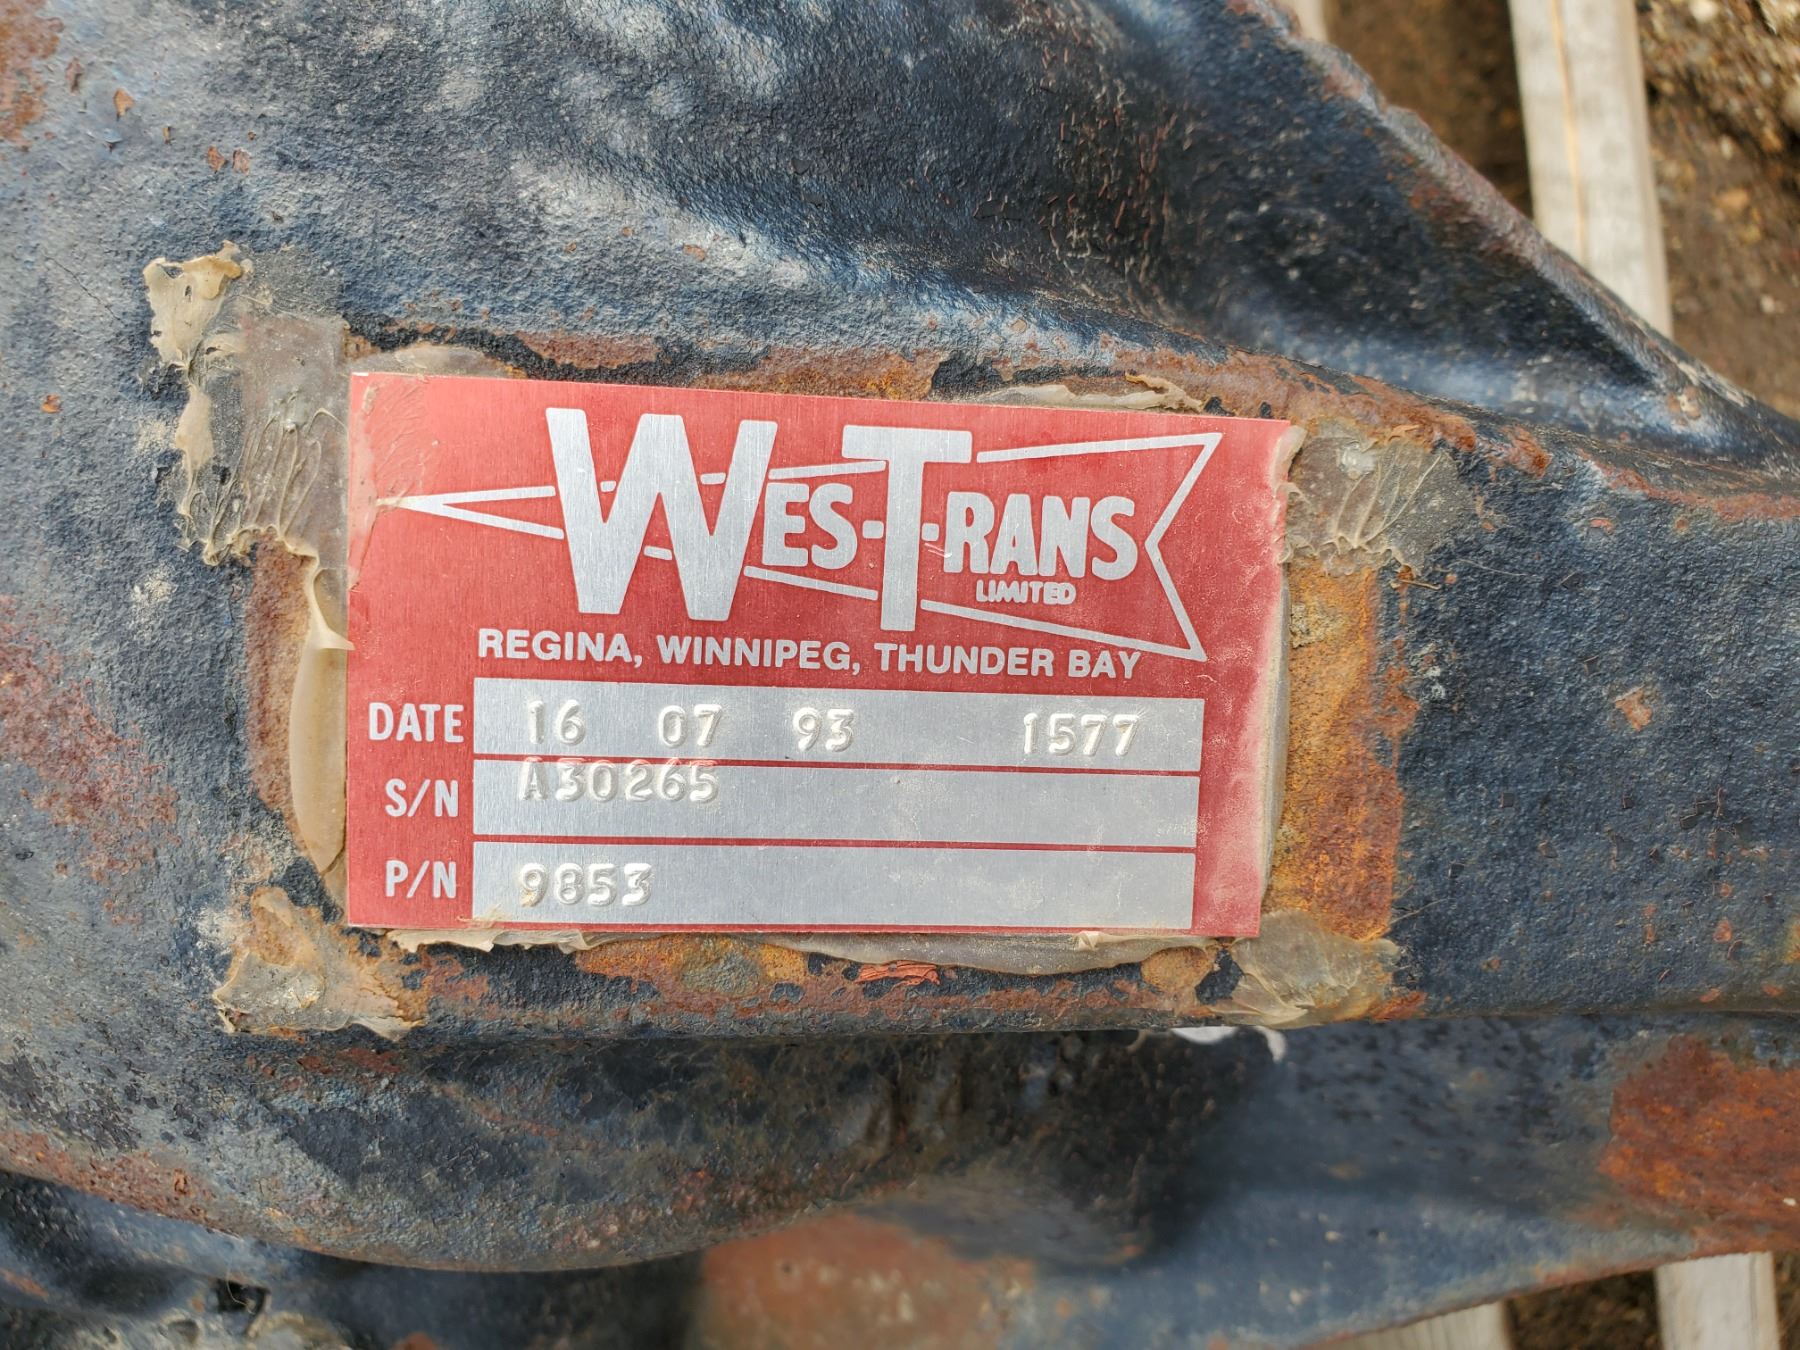 WES-T-RANS
LIMITED
REGINA, WINNIPEG, THUNDER BAY
DATE 16 07 93 1577
S/N A30265
P/N 9853